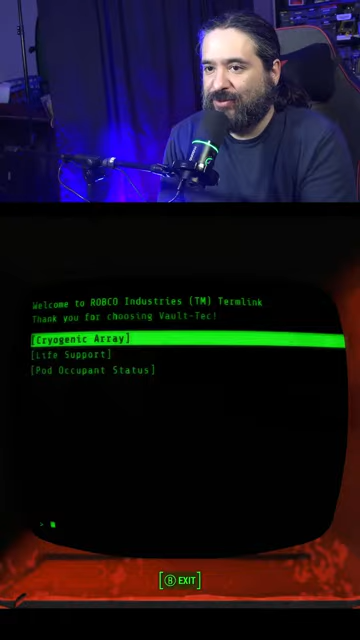 Welcome to ROBCO Industries (TM) Termlink
Thank you for choosing Vault-Tec!
[Cryogenic Array]
[Life Support]
[Pod Occupant Status]
>
[Ⓑ EXIT]